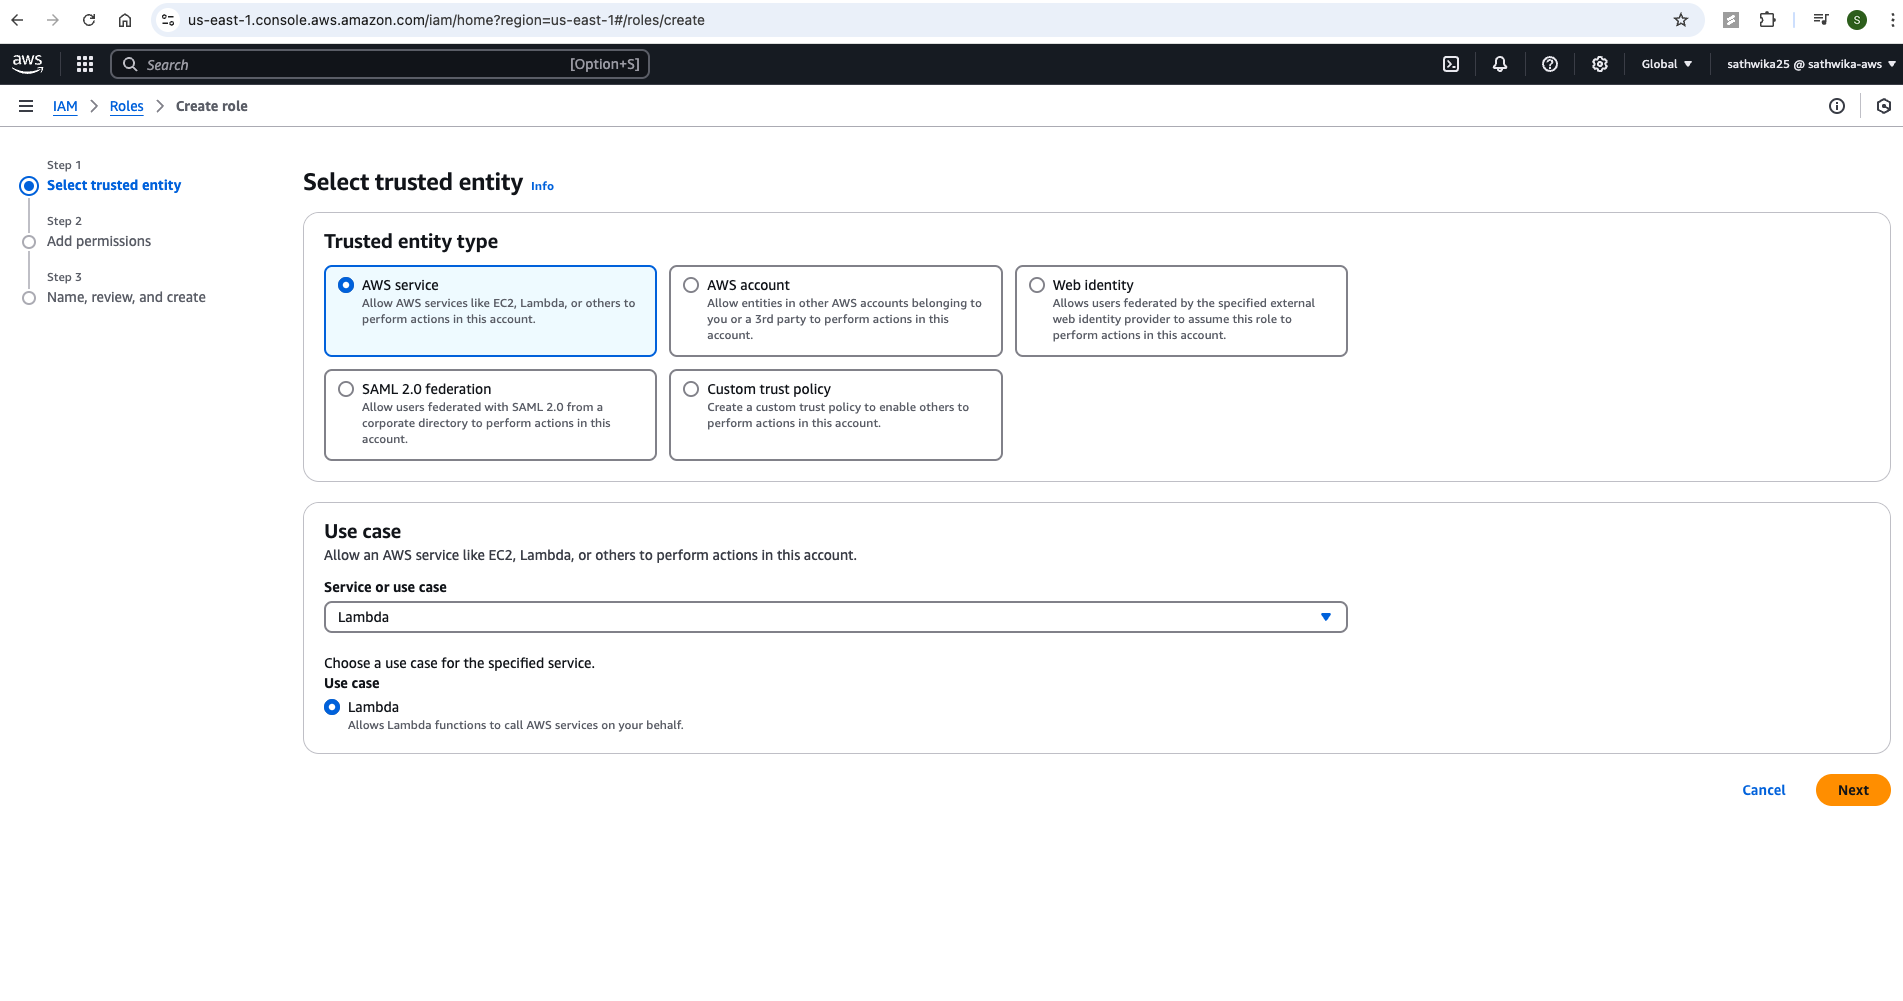 us-east-1.console.aws.amazon.com/iam/home?region=us-east-1#/roles/create
S
aws
Search
[Option+S]
Global
sathwika25 @ sathwika-aws
IAM
Roles
Create role
Step 1
Select trusted entity
Step 2
Add permissions
Step 3
Name, review, and create
Select trusted entity Info
Trusted entity type
AWS service
Allow AWS services like EC2, Lambda, or others to
perform actions in this account.
AWS account
Allow entities in other AWS accounts belonging to
you or a 3rd party to perform actions in this
account.
Web identity
Allows users federated by the specified external
web identity provider to assume this role to
perform actions in this account.
SAML 2.0 federation
Allow users federated with SAML 2.0 from a
corporate directory to perform actions in this
account.
Custom trust policy
Create a custom trust policy to enable others to
perform actions in this account.
Use case
Allow an AWS service like EC2, Lambda, or others to perform actions in this account.
Service or use case
Lambda
Choose a use case for the specified service.
Use case
Lambda
Allows Lambda functions to call AWS services on your behalf.
Cancel
Next